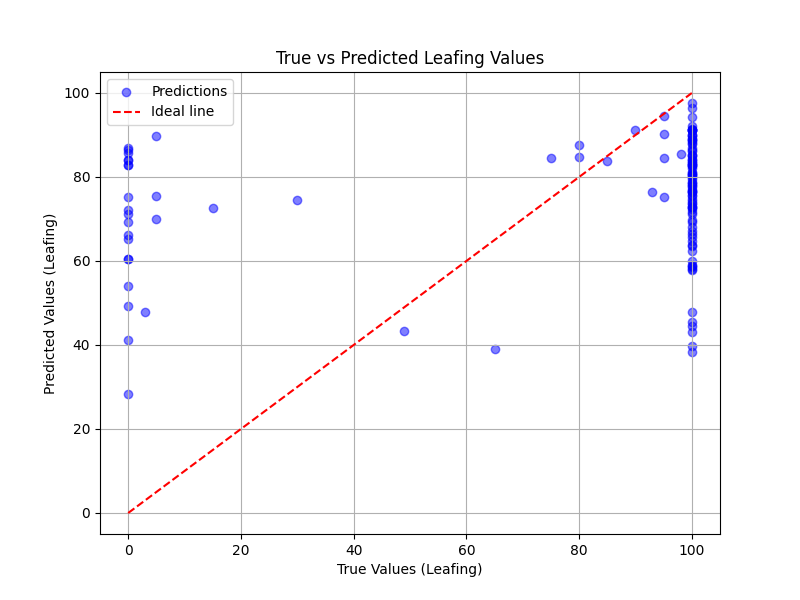 True vs Predicted Leafing Values
Predictions
Ideal line
Predicted Values (Leafing)
100
80
60
40
20
0
0 20 40 60 80 100
True Values (Leafing)